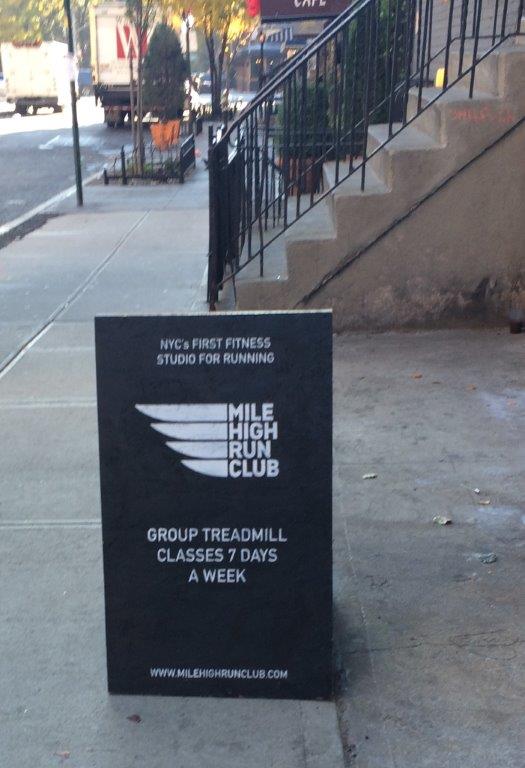 CAFE
NYC's FIRST FITNESS
STUDIO FOR RUNNING
MILE
HIGH
RUN
CLUB
GROUP TREADMILL
CLASSES 7 DAYS
A WEEK
WWW.MILEHIGHRUNCLUB.COM